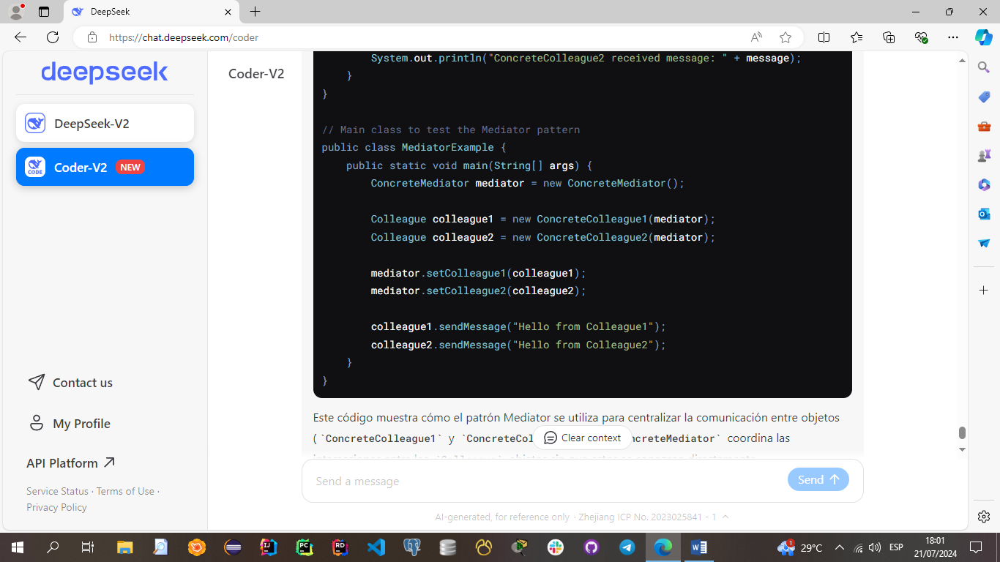 DeepSeek
https://chat.deepseek.com/coder
deepseek
DeepSeek-V2
CODE
Coder-V2 NEW
Contact us
My Profile
API Platform
Service Status · Terms of Use ·
Privacy Policy
Coder-V2
System.out.println("ConcreteColleague2 received message: " + message);
}
}
// Main class to test the Mediator pattern
public class MediatorExample {
public static void main(String[] args) {
ConcreteMediator mediator = new ConcreteMediator();
Colleague colleague1 = new ConcreteColleague1(mediator);
Colleague colleague2 = new ConcreteColleague2(mediator);
mediator.setColleague1(colleague1);
mediator.setColleague2(colleague2);
colleague1.sendMessage("Hello from Colleague1");
colleague2.sendMessage("Hello from Colleague2");
}
}
Este código muestra cómo el patrón Mediator se utiliza para centralizar la comunicación entre objetos
(`ConcreteColleague1` y `ConcreteCol ncreteMediator` coordina las
Clear context
Send a message
Send
AI-generated, for reference only · Zhejiang ICP No. 2023025841 - 1
1
29°C
ESP
18:01
21/07/2024